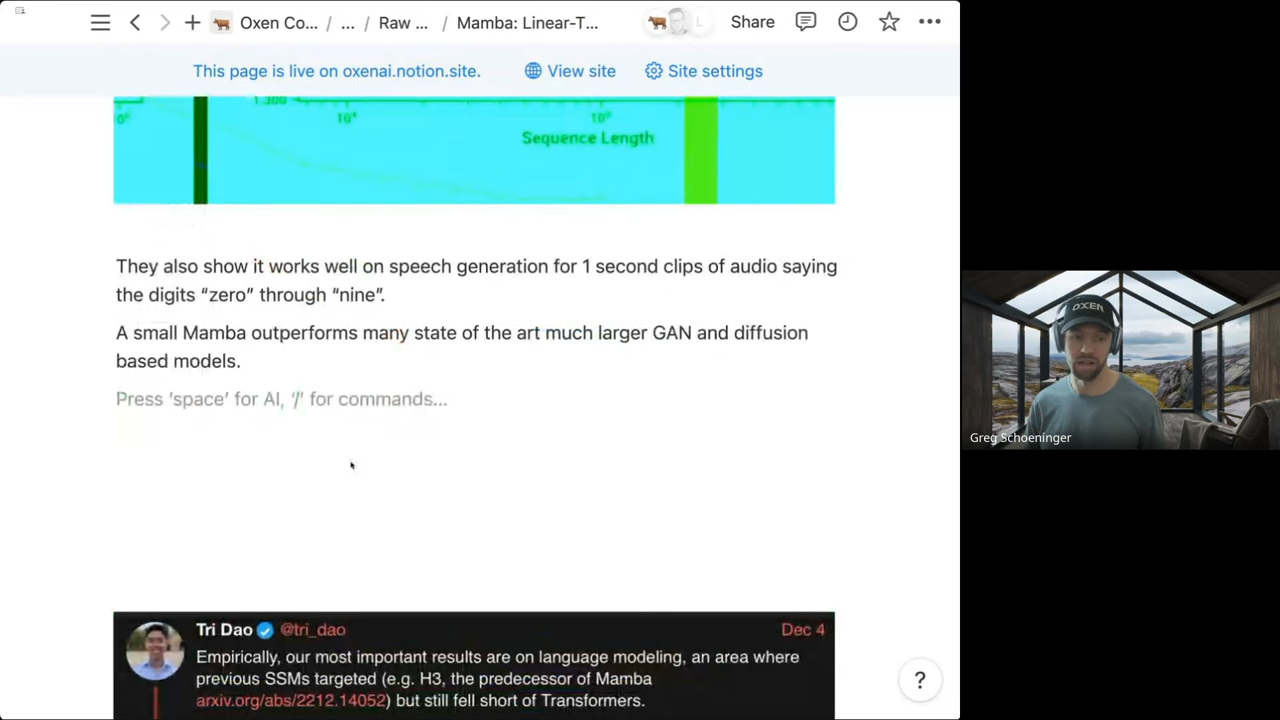 Oxen Co... / ... / Raw ... / Mamba: Linear-T...
L
Share
This page is live on oxenai.notion.site.
View site
Site settings
1.300
10⁴
Sequence Length
They also show it works well on speech generation for 1 second clips of audio saying
the digits “zero” through “nine”.
A small Mamba outperforms many state of the art much larger GAN and diffusion
based models.
Press ‘space’ for AI, ‘/’ for commands...
Tri Dao @tri_dao
Dec 4
Empirically, our most important results are on language modeling, an area where
previous SSMs targeted (e.g. H3, the predecessor of Mamba
arxiv.org/abs/2212.14052) but still fell short of Transformers.
?
OXEN
Greg Schoeninger